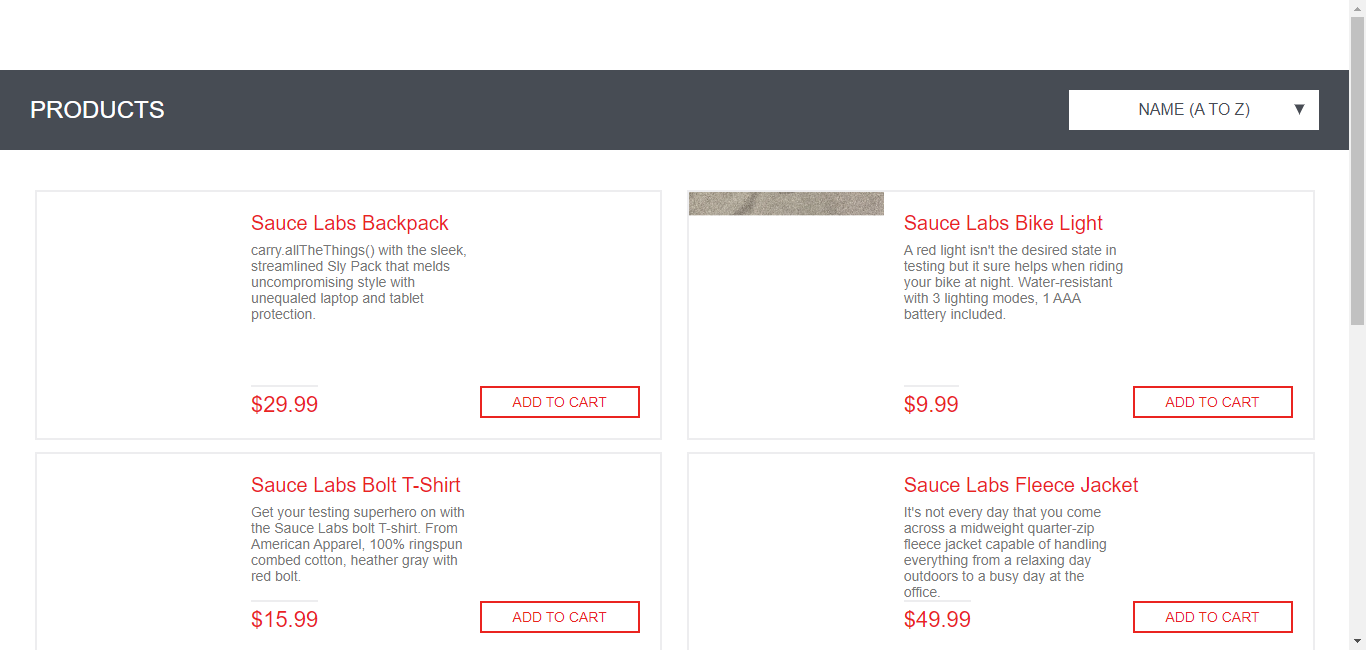 PRODUCTS
NAME (A TO Z) ▼
Sauce Labs Backpack
carry.allTheThings() with the sleek,
streamlined Sly Pack that melds
uncompromising style with
unequaled laptop and tablet
protection.
$29.99
ADD TO CART
Sauce Labs Bike Light
A red light isn't the desired state in
testing but it sure helps when riding
your bike at night. Water-resistant
with 3 lighting modes, 1 AAA
battery included.
$9.99
ADD TO CART
Sauce Labs Bolt T-Shirt
Get your testing superhero on with
the Sauce Labs bolt T-shirt. From
American Apparel, 100% ringspun
combed cotton, heather gray with
red bolt.
$15.99
ADD TO CART
Sauce Labs Fleece Jacket
It's not every day that you come
across a midweight quarter-zip
fleece jacket capable of handling
everything from a relaxing day
outdoors to a busy day at the
office.
$49.99
ADD TO CART